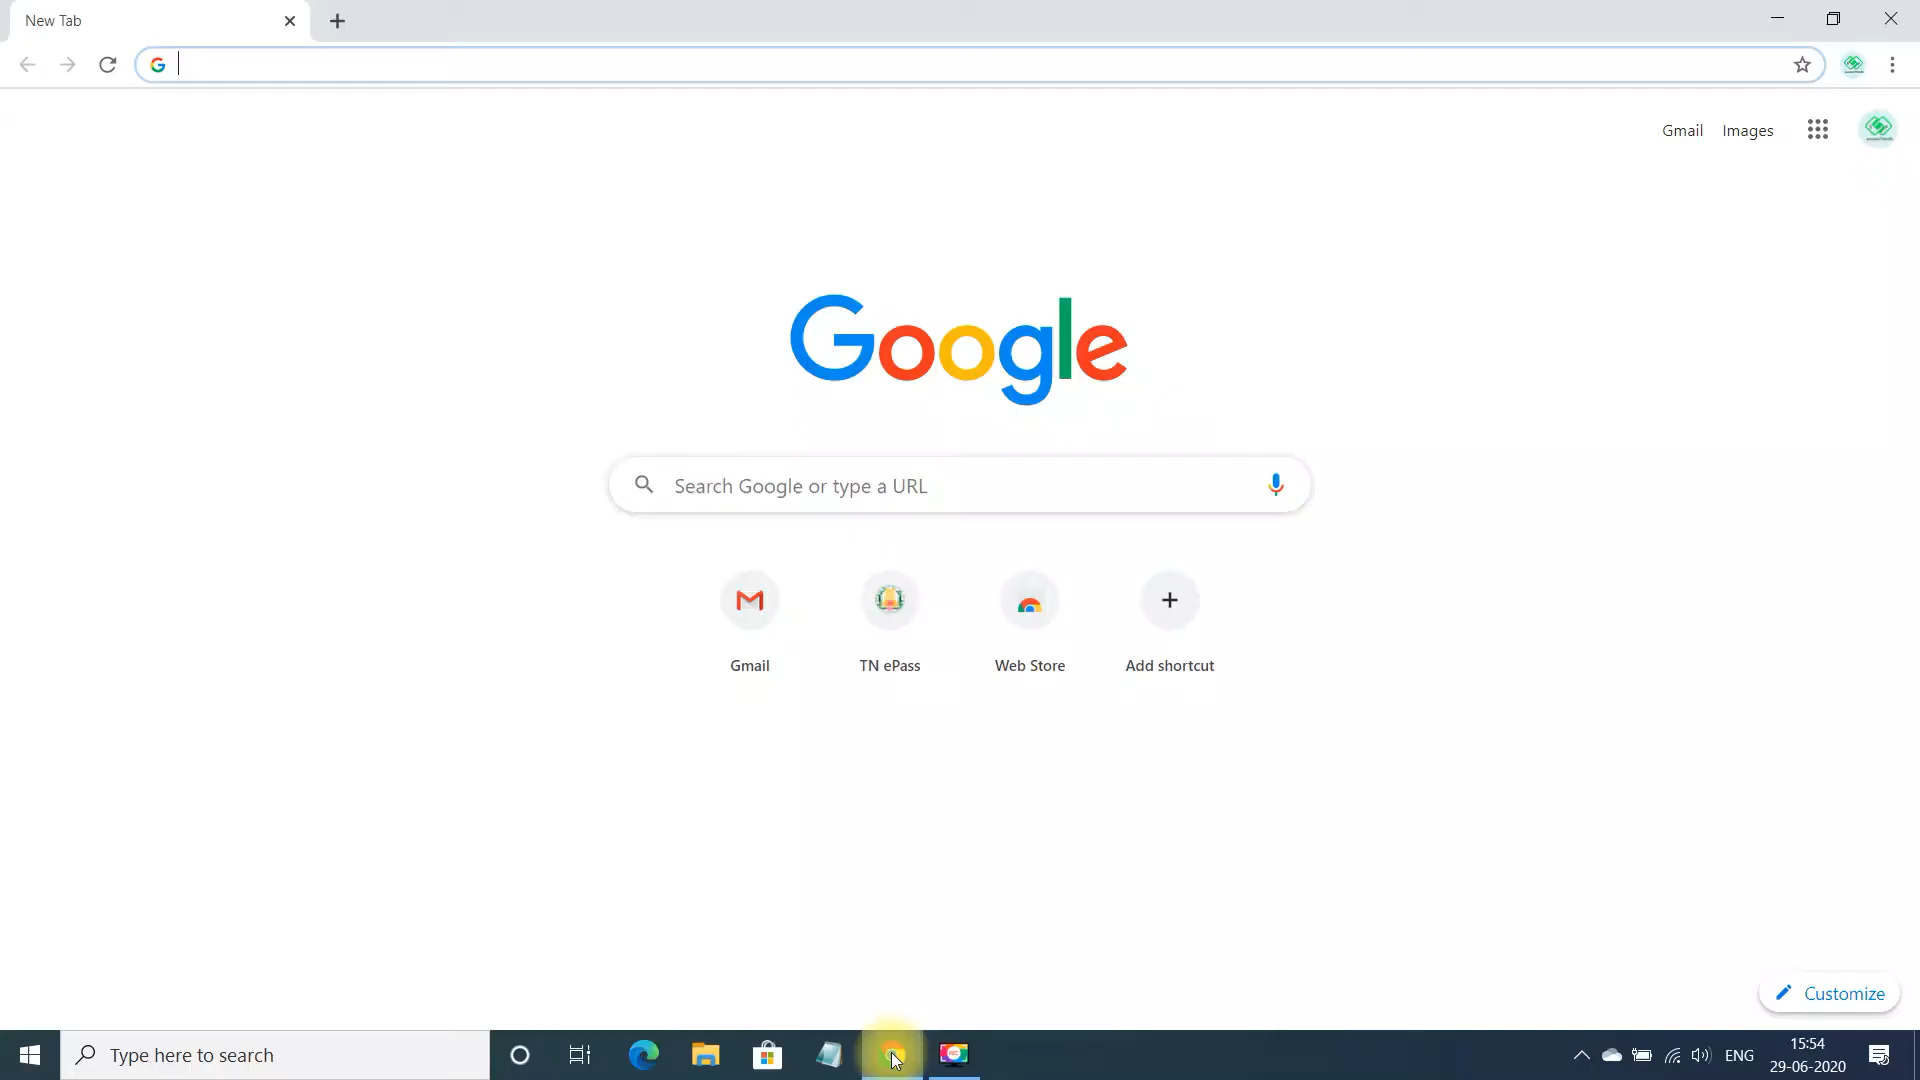 New Tab
Gmail Images
Google
Search Google or type a URL
Gmail TN ePass Web Store Add shortcut
Customize
Type here to search
ENG
15:54
29-06-2020